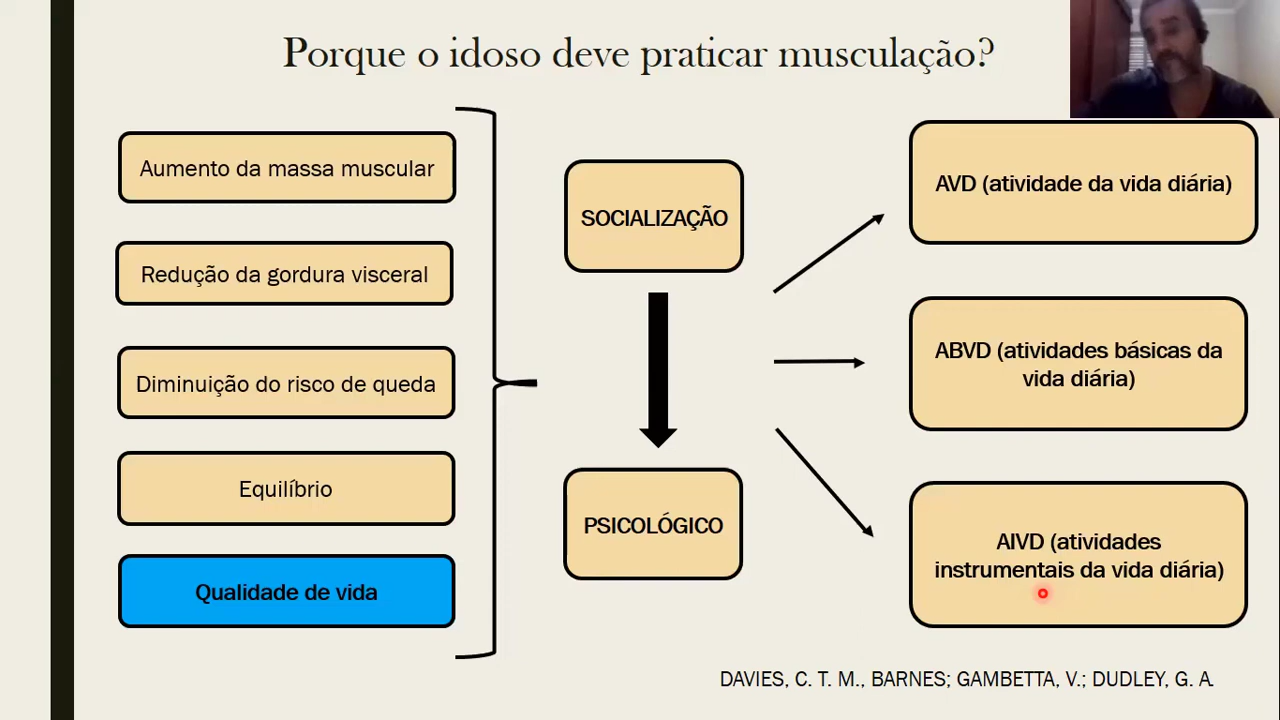 Porque o idoso deve praticar musculação?
Aumento da massa muscular
Redução da gordura visceral
Diminuição do risco de queda
Equilíbrio
Qualidade de vida
SOCIALIZAÇÃO
PSICOLÓGICO
AVD (atividade da vida diária)
ABVD (atividades básicas da
vida diária)
AIVD (atividades
instrumentais da vida diária)
DAVIES, C. T. M., BARNES; GAMBETTA, V.; DUDLEY, G. A.